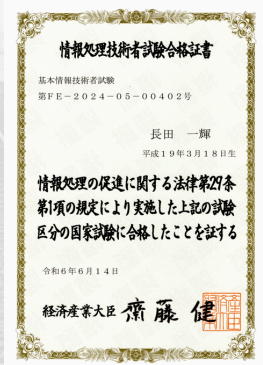 情報処理技術者試験合格証書
基本情報技術者試験
第FE－2024－05－00402号
長田　一輝
平成19年3月18日生
情報処理の促進に関する法律第29条
第1項の規定により実施した上記の試験
区分の国家試験に合格したことを証する
令和6年6月14日
経済産業大臣 齋藤 健